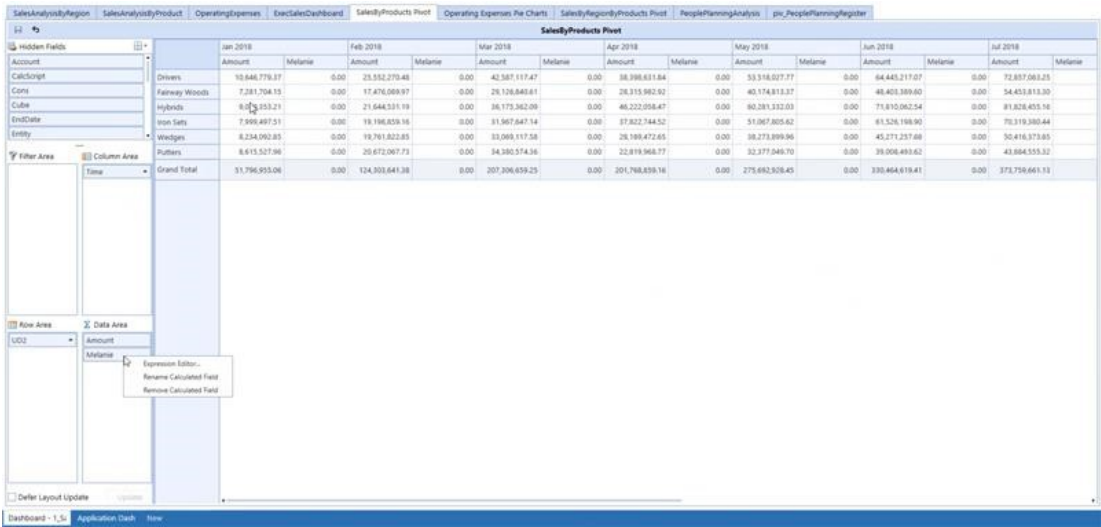 SalesAnalysisByRegion SalesAnalysisByProduct OperatingExpenses ExecSalesDashboard SalesByProducts Pivot Operating Expenses Pie Charts SalesByRegionByProducts Pivot PeoplePlanningAnalysis piv_PeoplePlanningRegister
SalesByProducts Pivot
Hidden Fields
Account
CalcScript
Cons
Cube
EndDate
Entity
Filter Area Column Area
Time
Row Area Data Area
UD2 Amount
Melanie
Expression Editor...
Rename Calculated Field
Remove Calculated Field
Defer Layout Update Update
Jan 2018 Feb 2018 Mar 2018 Apr 2018 May 2018 Jun 2018 Jul 2018
Amount Melanie Amount Melanie Amount Melanie Amount Melanie Amount Melanie Amount Melanie Amount Melanie
Drivers 10,646,779.37 0.00 25,552,270.48 0.00 42,587,117.47 0.00 38,398,631.84 0.00 53,518,027.77 0.00 64,445,217.07 0.00 72,857,063.25
Fairway Woods 7,281,704.15 0.00 17,476,089.97 0.00 29,126,840.61 0.00 28,315,982.92 0.00 40,174,813.37 0.00 48,403,389.60 0.00 54,453,813.30
Hybrids 0.00 21,644,531.19 0.00 36,175,362.09 0.00 46,222,058.47 0.00 60,281,332.03 0.00 71,810,062.54 0.00 81,828,455.16
Iron Sets 7,999,497.51 0.00 19,198,859.16 0.00 31,967,647.14 0.00 37,822,744.52 0.00 51,067,805.62 0.00 61,526,198.90 0.00 70,319,380.44
Wedges 8,234,092.85 0.00 19,761,822.85 0.00 33,069,117.58 0.00 28,189,472.65 0.00 38,273,899.96 0.00 45,271,257.88 0.00 50,416,373.85
Putters 8,615,527.96 0.00 20,672,067.73 0.00 34,380,574.36 0.00 22,819,968.77 0.00 32,377,049.70 0.00 39,008,493.62 0.00 43,884,555.32
Grand Total 51,796,955.06 0.00 124,303,641.38 0.00 207,306,659.25 0.00 201,768,859.16 0.00 275,692,928.45 0.00 330,464,619.41 0.00 373,759,661.13
Dashboard - 1_Sa Application Dash New